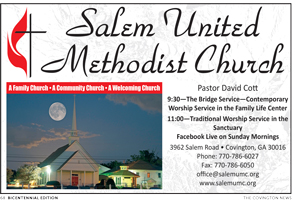 Salem United
Methodist Church
A Family Church • A Community Church • A Welcoming Church
Pastor David Cott
9:30—The Bridge Service—Contemporary
Worship Service in the Family Life Center
11:00—Traditional Worship Service in the
Sanctuary
Facebook Live on Sunday Mornings
3962 Salem Road • Covington, GA 30016
Phone: 770-786-6027
Fax: 770-786-6050
office@salemumc.org
www.salemumc.org
BICENTENNIAL EDITION
THE COVINGTON NEWS